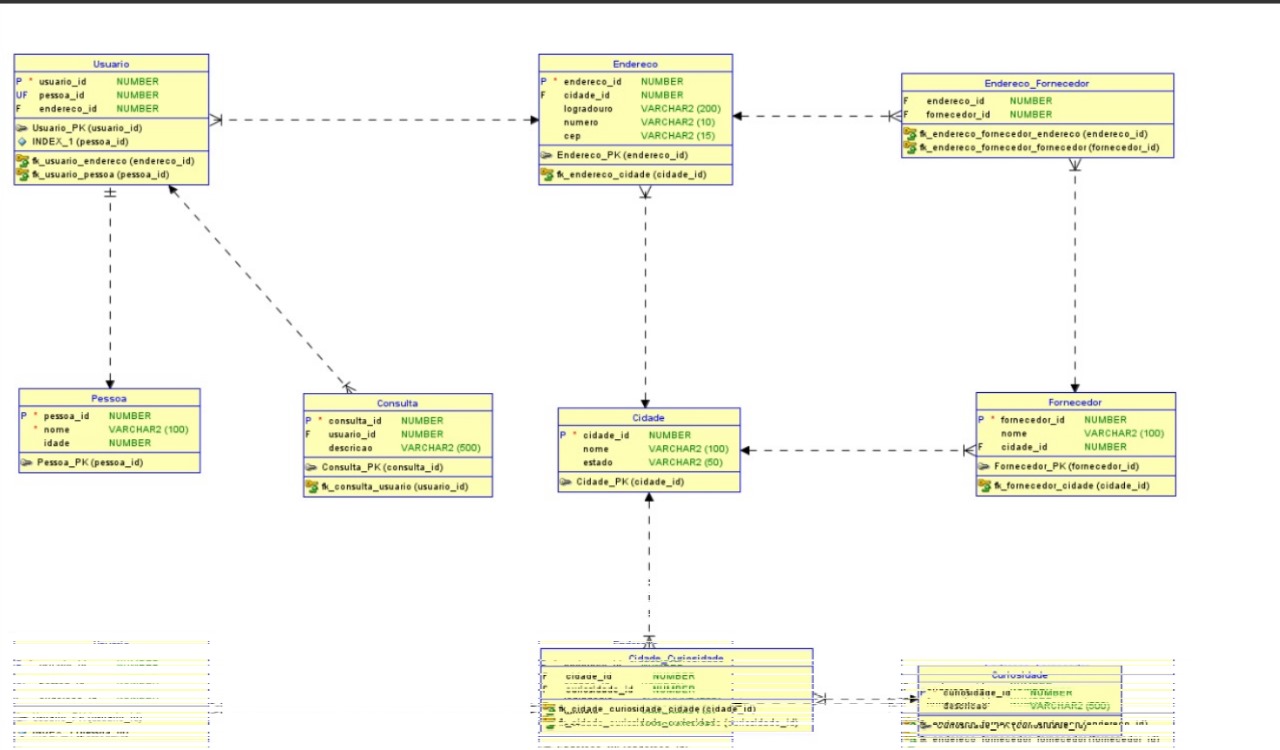 Usuario
P * usuario_id NUMBER
UF pessoa_id NUMBER
F endereco_id NUMBER
Usuario_PK (usuario_id)
INDEX_1 (pessoa_id)
fk_usuario_endereco (endereco_id)
fk_usuario_pessoa (pessoa_id)
Endereco
P * endereco_id NUMBER
F cidade_id NUMBER
logradouro VARCHAR2 (200)
numero VARCHAR2 (10)
cep VARCHAR2 (15)
Endereco_PK (endereco_id)
fk_endereco_cidade (cidade_id)
Endereco_Fornecedor
F endereco_id NUMBER
F fornecedor_id NUMBER
fk_endereco_fornecedor_endereco (endereco_id)
fk_endereco_fornecedor_fornecedor (fornecedor_id)
Pessoa
P * pessoa_id NUMBER
* nome VARCHAR2 (100)
idade NUMBER
Pessoa_PK (pessoa_id)
Consulta
P * consulta_id NUMBER
F usuario_id NUMBER
descricao VARCHAR2 (500)
Consulta_PK (consulta_id)
fk_consulta_usuario (usuario_id)
Cidade
P * cidade_id NUMBER
nome VARCHAR2 (100)
estado VARCHAR2 (50)
Cidade_PK (cidade_id)
Fornecedor
P * fornecedor_id NUMBER
nome VARCHAR2 (100)
F cidade_id NUMBER
Fornecedor_PK (fornecedor_id)
fk_fornecedor_cidade (cidade_id)
Cidade_Curiosidade
F cidade_id NUMBER
F curiosidade_id NUMBER
fk_cidade_curiosidade_cidade (cidade_id)
fk_cidade_curiosidade_curiosidade (curiosidade_id)
Curiosidade
curiosidade_id NUMBER
descricao VARCHAR2 (500)